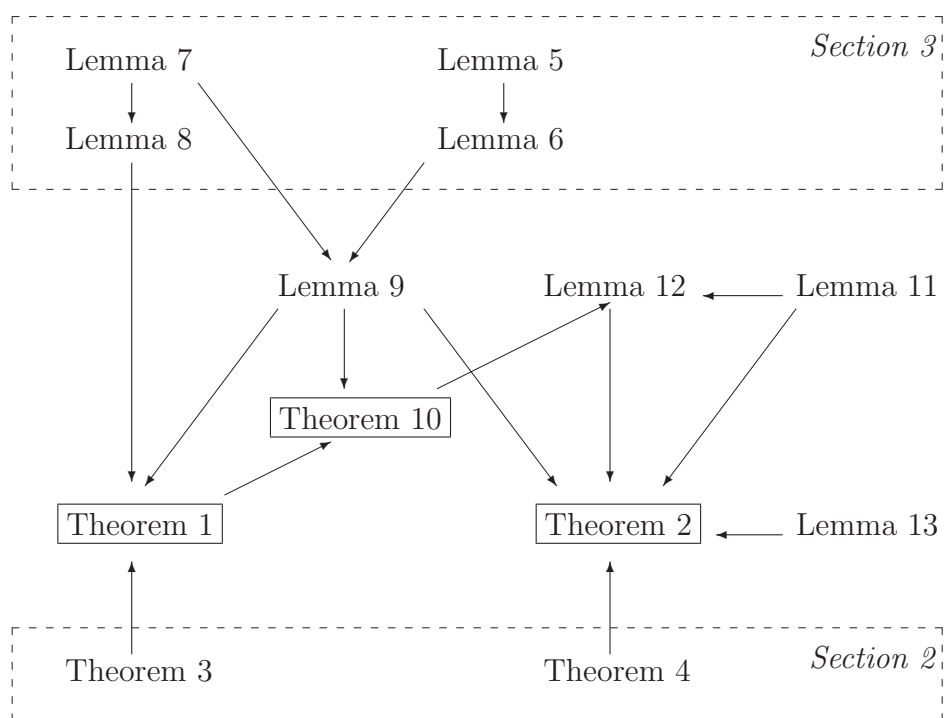 Section 3
Lemma 7
Lemma 5
Lemma 8
Lemma 6
Lemma 9
Lemma 12
Lemma 11
Theorem 10
Theorem 1
Theorem 2
Lemma 13
Section 2
Theorem 3
Theorem 4